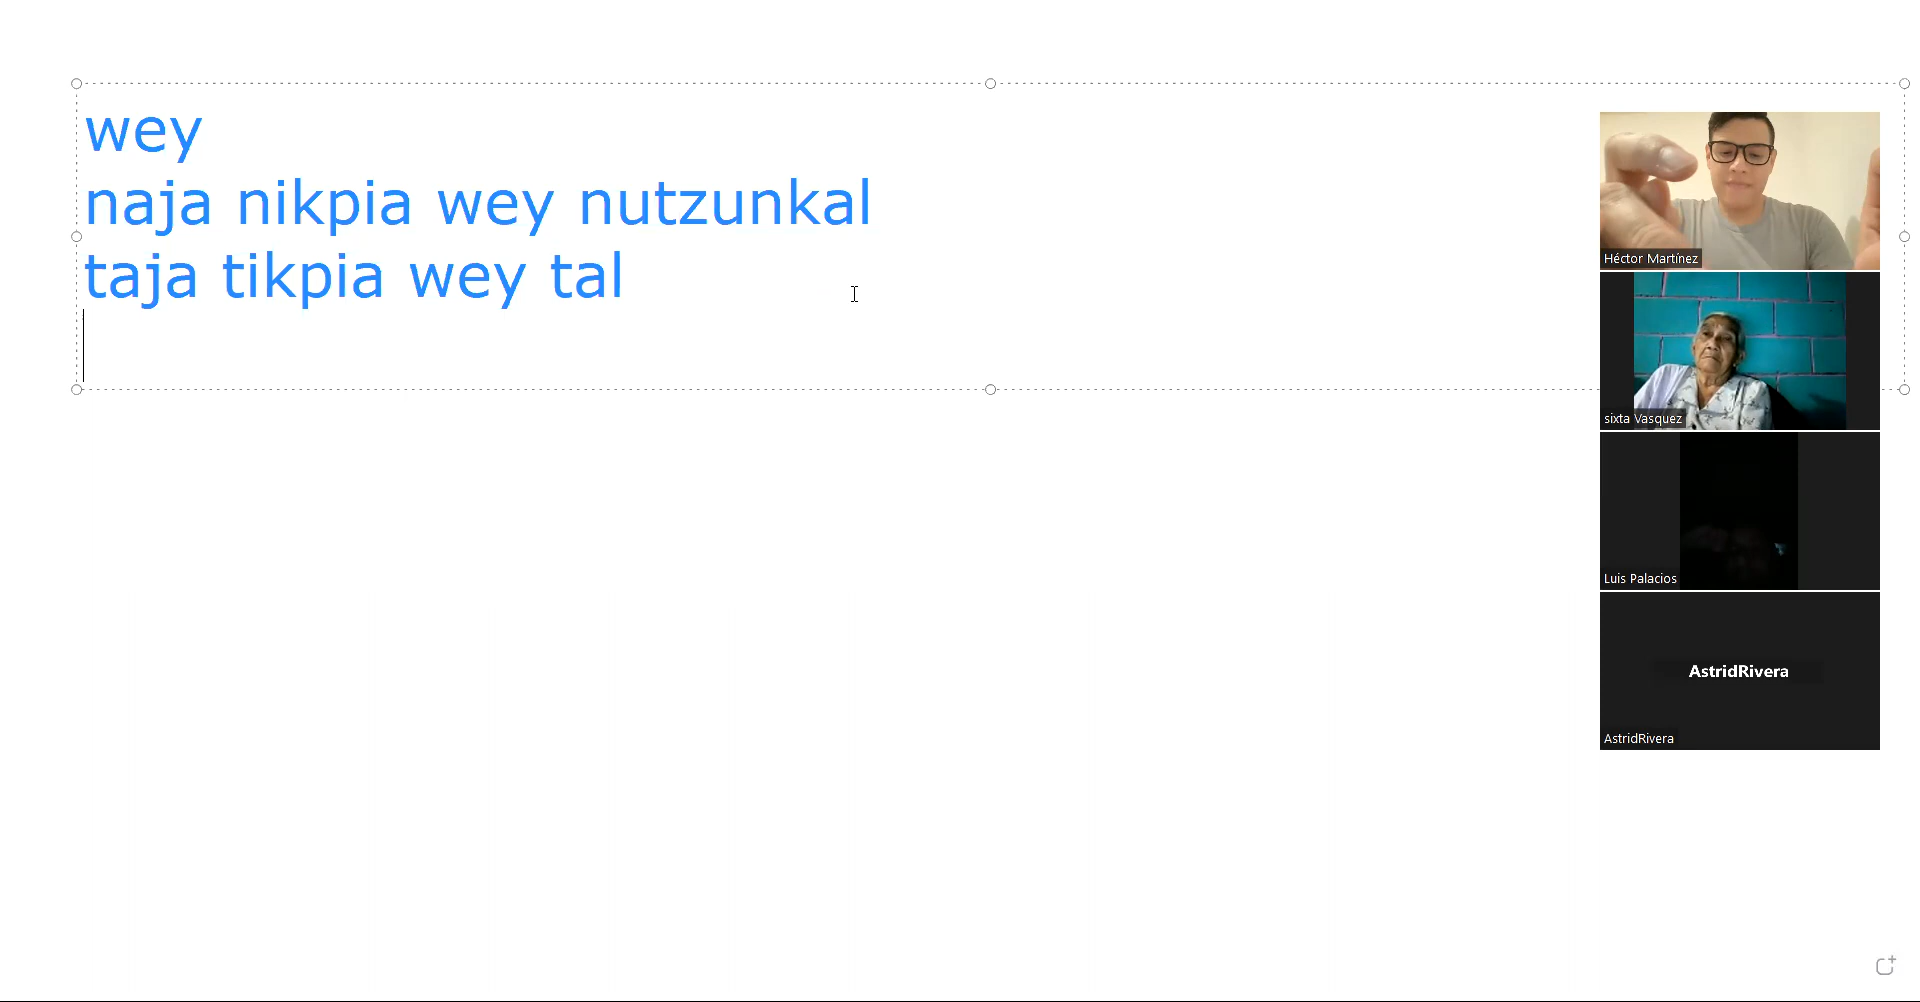 wey
naja nikpia wey nutzunkal
taja tikpia wey tal
Héctor Martínez
sixta Vasquez
Luis Palacios
AstridRivera
AstridRivera